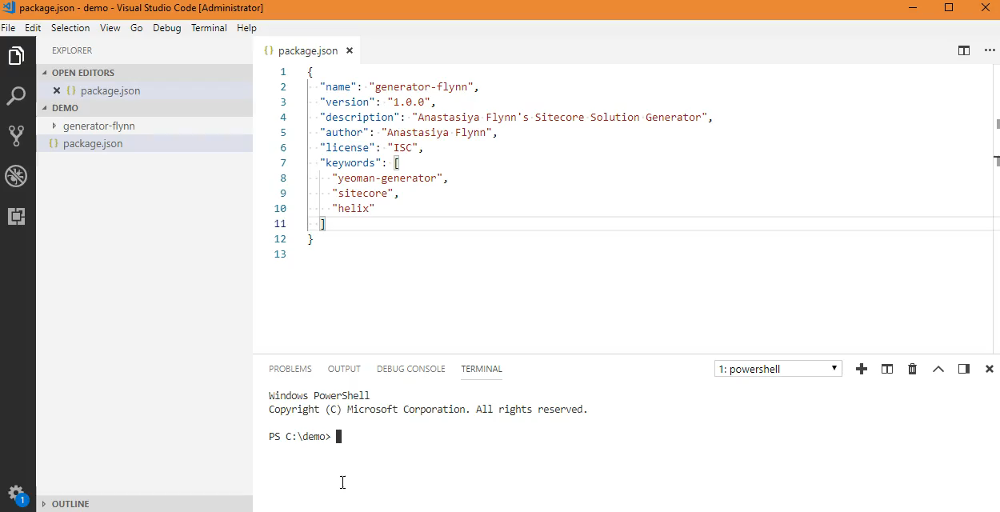 package.json - demo - Visual Studio Code [Administrator]
File Edit Selection View Go Debug Terminal Help
EXPLORER
OPEN EDITORS
package.json
DEMO
generator-flynn
package.json
OUTLINE
1
package.json
1 {
2 "name": "generator-flynn",
3 "version": "1.0.0",
4 "description": "Anastasiya Flynn's Sitecore Solution Generator",
5 "author": "Anastasiya Flynn",
6 "license": "ISC",
7 "keywords": [
8 "yeoman-generator",
9 "sitecore",
10 "helix"
11 ]
12 }
13
PROBLEMS OUTPUT DEBUG CONSOLE TERMINAL 1: powershell
Windows PowerShell
Copyright (C) Microsoft Corporation. All rights reserved.
PS C:\demo>